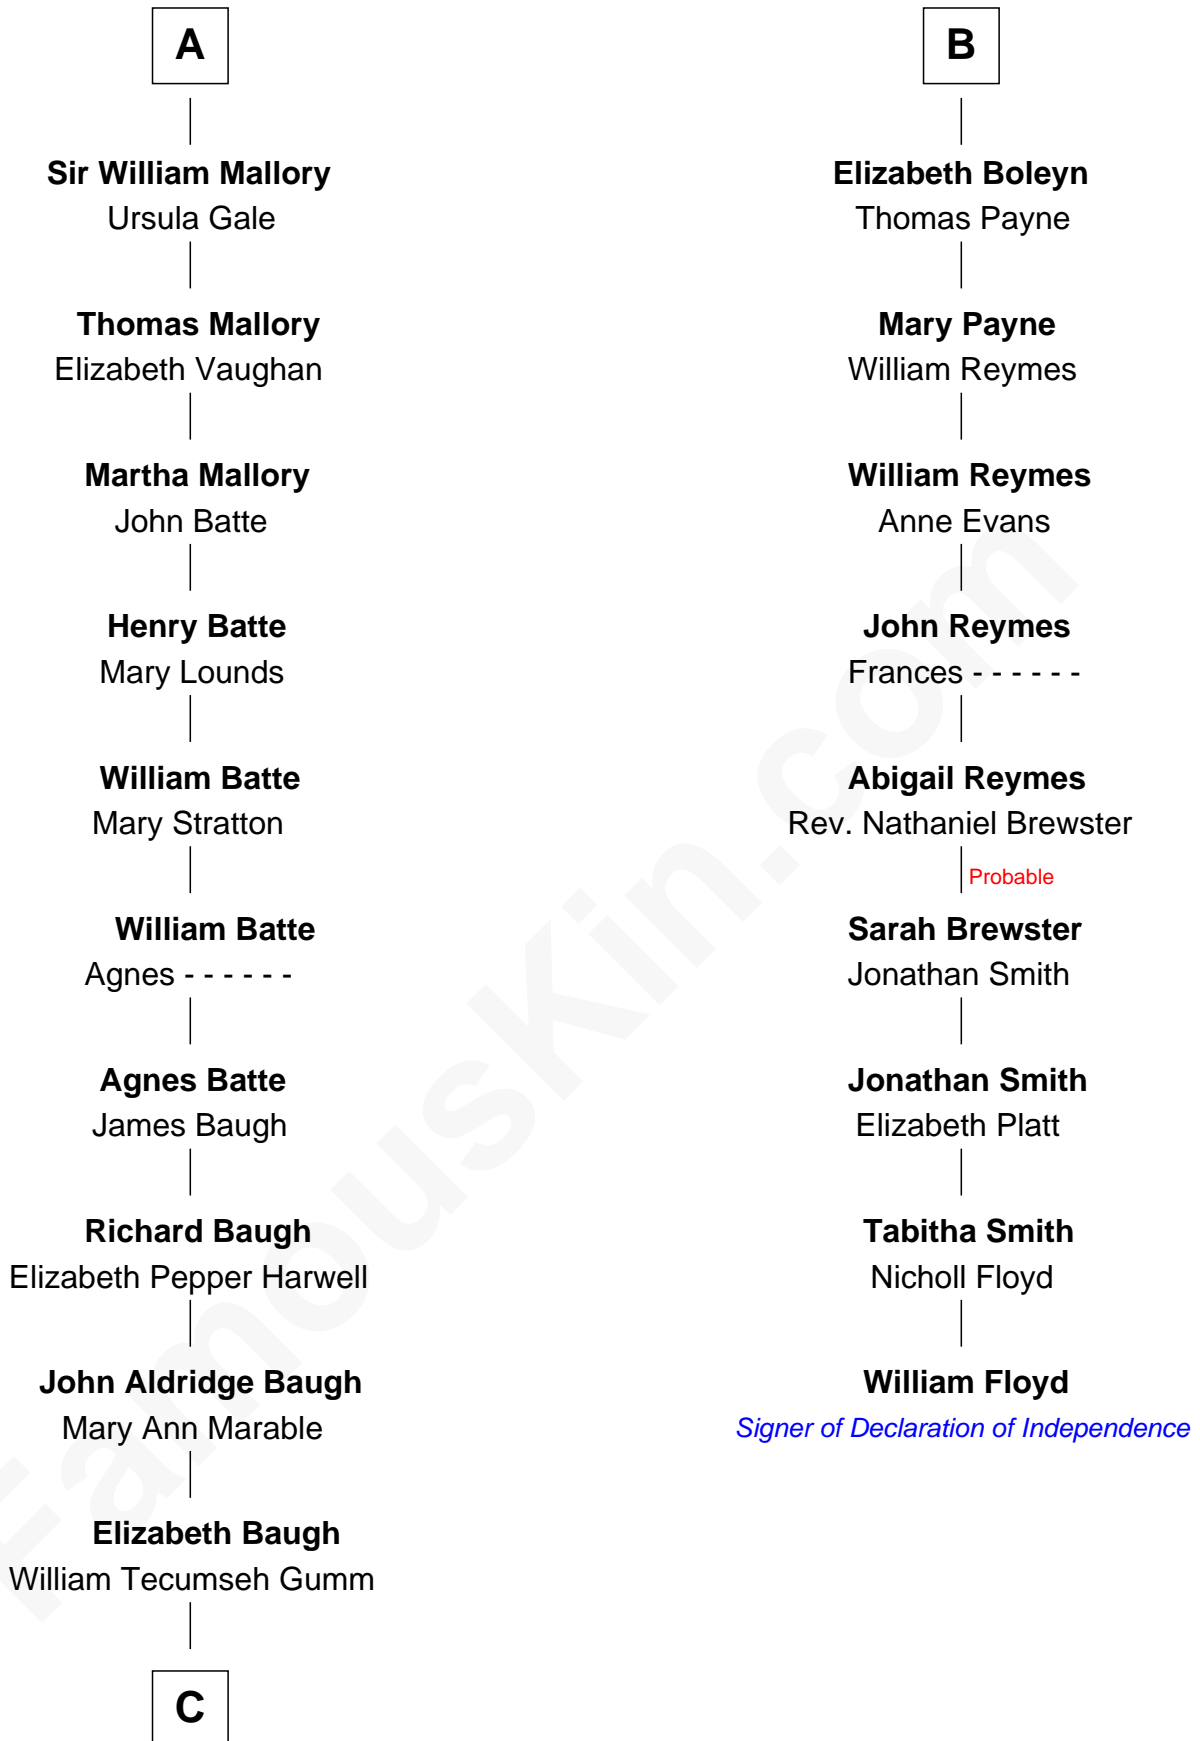 A
Sir William Mallory
Ursula Gale
Thomas Mallory
Elizabeth Vaughan
Martha Mallory
John Batte
Henry Batte
Mary Lounds
William Batte
Mary Stratton
William Batte
Agnes - - - - - -
Agnes Batte
James Baugh
Richard Baugh
Elizabeth Pepper Harwell
John Aldridge Baugh
Mary Ann Marable
Elizabeth Baugh
William Tecumseh Gumm
C
B
Elizabeth Boleyn
Thomas Payne
Mary Payne
William Reymes
William Reymes
Anne Evans
John Reymes
Frances - - - - - -
Abigail Reymes
Rev. Nathaniel Brewster
Probable
Sarah Brewster
Jonathan Smith
Jonathan Smith
Elizabeth Platt
Tabitha Smith
Nicholl Floyd
William Floyd
Signer of Declaration of Independence
FamousKin.com